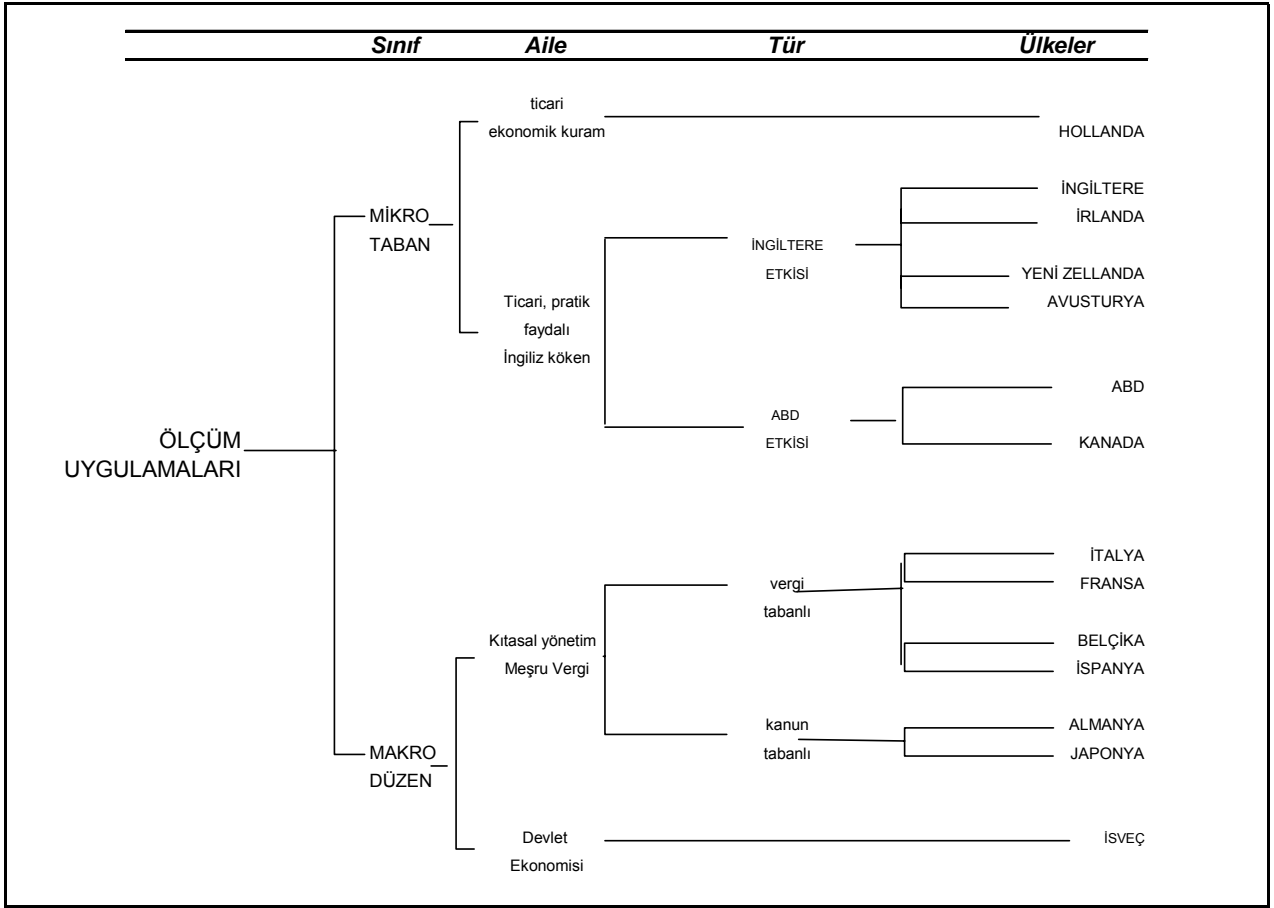 Sınıf Aile Tür Ülkeler
ticari
ekonomik kuram
HOLLANDA
İNGİLTERE
MİKRO
TABAN
İRLANDA
İNGİLTERE
ETKİSİ
YENİ ZELLANDA
AVUSTURYA
Ticari, pratik
faydalı
İngiliz köken
ABD
ABD
ETKİSİ
KANADA
ÖLÇÜM
UYGULAMALARI
İTALYA
vergi
tabanlı
FRANSA
Kıtasal yönetim
Meşru Vergi
BELÇİKA
İSPANYA
kanun
tabanlı
ALMANYA
JAPONYA
MAKRO
DÜZEN
Devlet
Ekonomisi
İSVEÇ